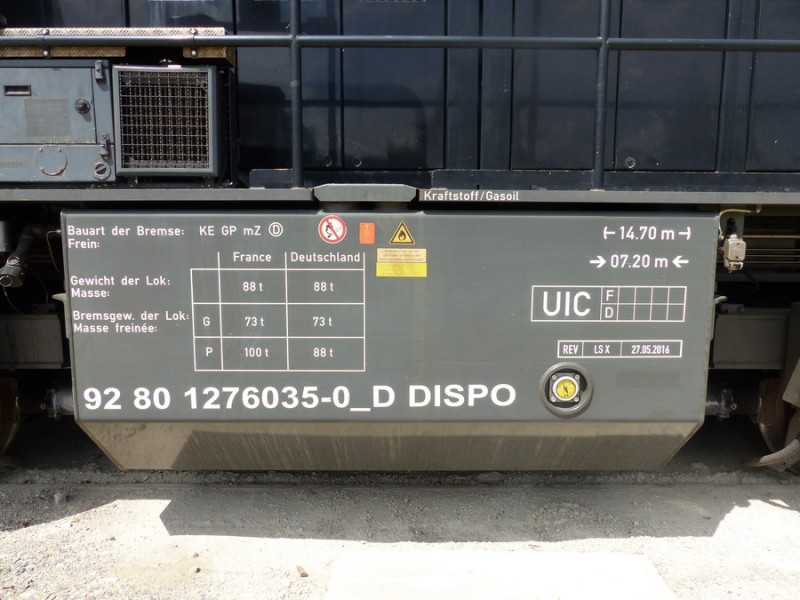 Kraftstoff/Gasoil
Bauart der Bremse: KE GP mZ D
Frein:
14.70 m
07.20 m
France Deutschland
Gewicht der Lok: 88 t 88 t
Masse:
Bremsgew. der Lok: G 73 t 73 t
Masse freinée:
P 100 t 88 t
UIC F
D
REV LS X 27.05.2016
92 80 1276035-0_D DISPO